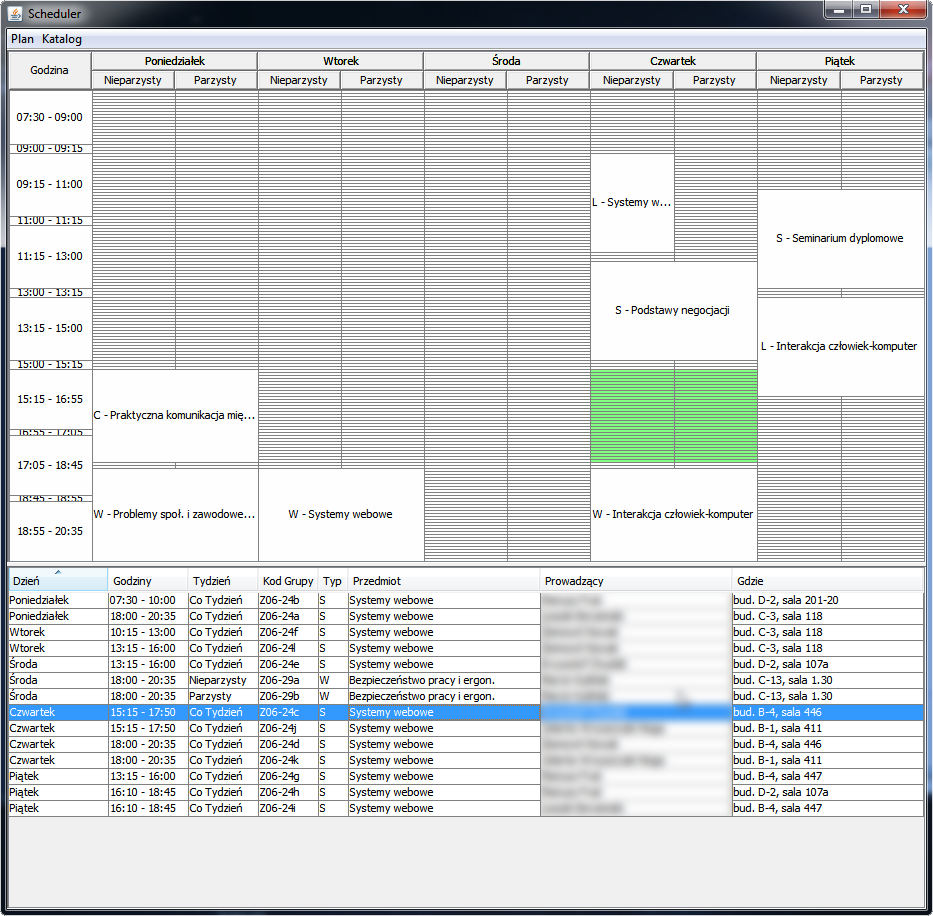 Scheduler
Plan Katalog
Godzina Poniedziałek Wtorek Środa Czwartek Piątek
Nieparzysty Parzysty Nieparzysty Parzysty Nieparzysty Parzysty Nieparzysty Parzysty Nieparzysty Parzysty
07:30 - 09:00
09:00 - 09:15
09:15 - 11:00
L - Systemy w...
11:00 - 11:15
S - Seminarium dyplomowe
11:15 - 13:00
13:00 - 13:15
S - Podstawy negocjacji
13:15 - 15:00
L - Interakcja człowiek-komputer
15:00 - 15:15
15:15 - 16:55
C - Praktyczna komunikacja mię...
16:55 - 17:05
17:05 - 18:45
18:45 - 18:55
W - Problemy społ. i zawodowe... W - Systemy webowe W - Interakcja człowiek-komputer
18:55 - 20:35
Dzień Godziny Tydzień Kod Grupy Typ Przedmiot Prowadzący Gdzie
Poniedziałek 07:30 - 10:00 Co Tydzień Z06-24b S Systemy webowe bud. D-2, sala 201-20
Poniedziałek 18:00 - 20:35 Co Tydzień Z06-24a S Systemy webowe bud. C-3, sala 118
Wtorek 10:15 - 13:00 Co Tydzień Z06-24f S Systemy webowe bud. C-3, sala 118
Wtorek 13:15 - 16:00 Co Tydzień Z06-24l S Systemy webowe bud. C-3, sala 118
Środa 13:15 - 16:00 Co Tydzień Z06-24e S Systemy webowe bud. D-2, sala 107a
Środa 18:00 - 20:35 Nieparzysty Z06-29a W Bezpieczeństwo pracy i ergon. bud. C-13, sala 1.30
Środa 18:00 - 20:35 Parzysty Z06-29b W Bezpieczeństwo pracy i ergon. bud. C-13, sala 1.30
Czwartek 15:15 - 17:50 Co Tydzień Z06-24c S Systemy webowe bud. B-4, sala 446
Czwartek 15:15 - 17:50 Co Tydzień Z06-24j S Systemy webowe bud. B-1, sala 411
Czwartek 18:00 - 20:35 Co Tydzień Z06-24d S Systemy webowe bud. B-4, sala 446
Czwartek 18:00 - 20:35 Co Tydzień Z06-24k S Systemy webowe bud. B-1, sala 411
Piątek 13:15 - 16:00 Co Tydzień Z06-24g S Systemy webowe bud. B-4, sala 447
Piątek 16:10 - 18:45 Co Tydzień Z06-24h S Systemy webowe bud. D-2, sala 107a
Piątek 16:10 - 18:45 Co Tydzień Z06-24i S Systemy webowe bud. B-4, sala 447